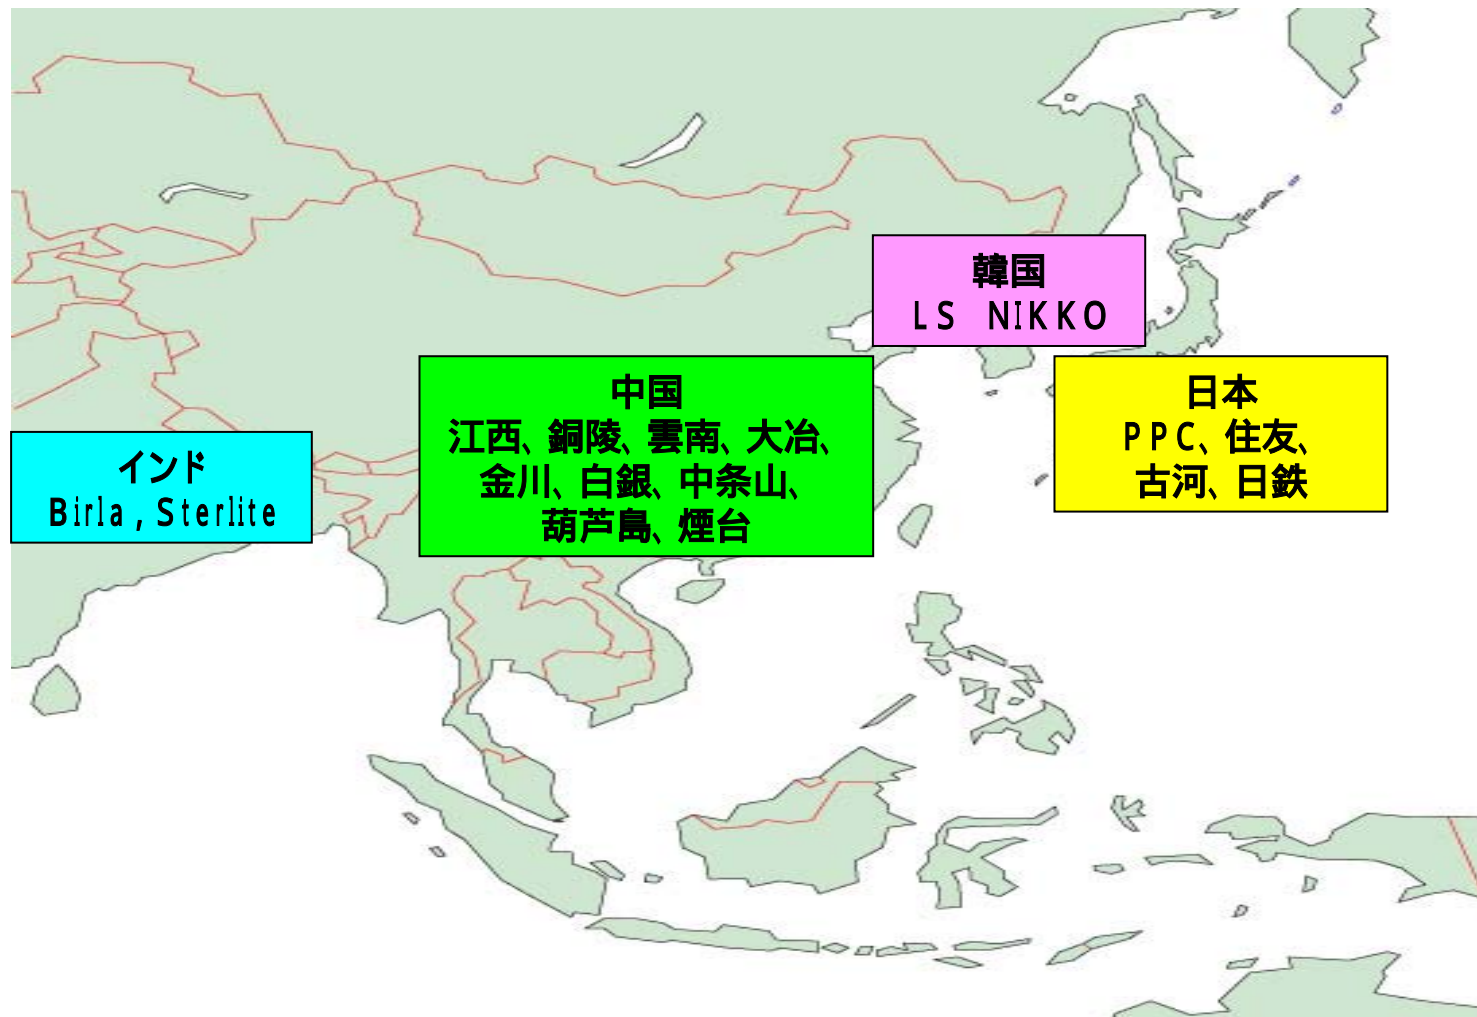 韓国
LS NIKKO
中国
江西、銅陵、雲南、大冶、
金川、白銀、中条山、
葫芦島、煙台
日本
PPC、住友、
古河、日鉄
インド
Birla , Sterlite